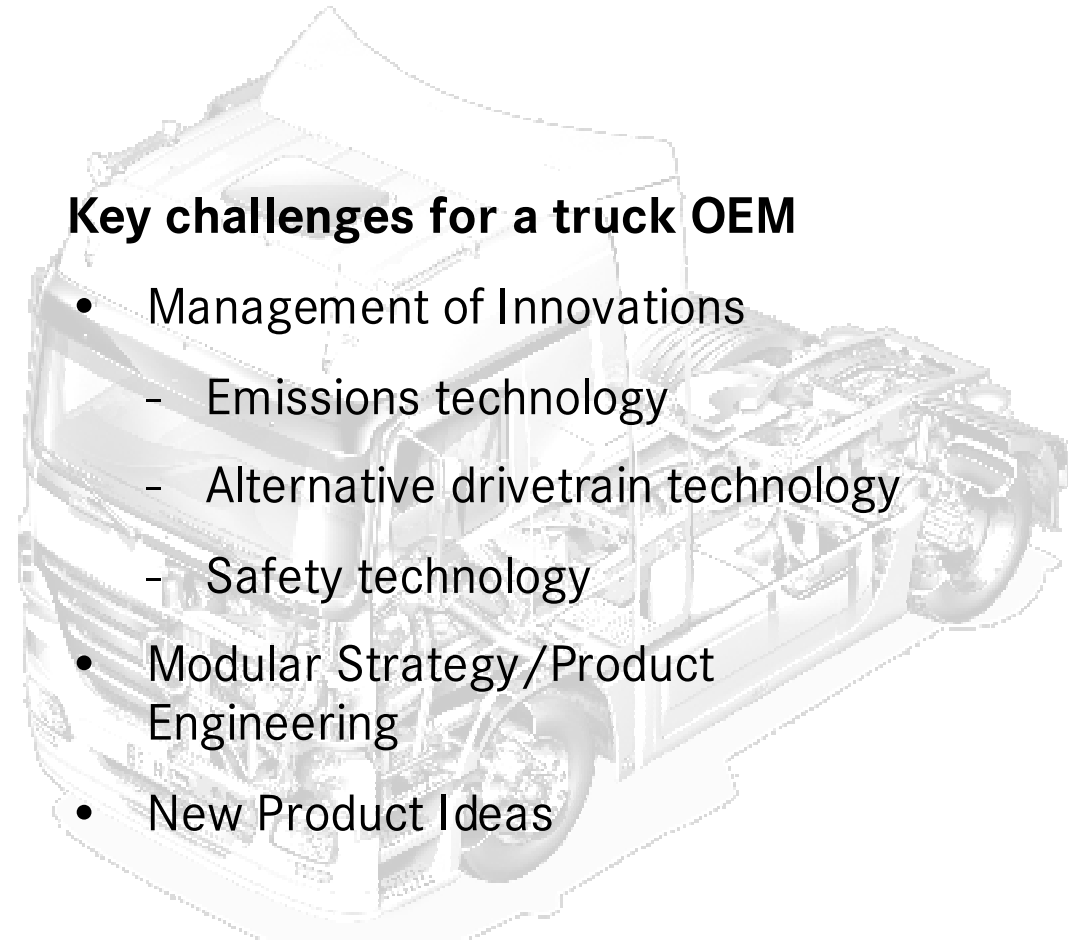 Key challenges for a truck OEM
• Management of Innovations
- Emissions technology
- Alternative drivetrain technology
- Safety technology
• Modular Strategy/Product
Engineering
• New Product Ideas